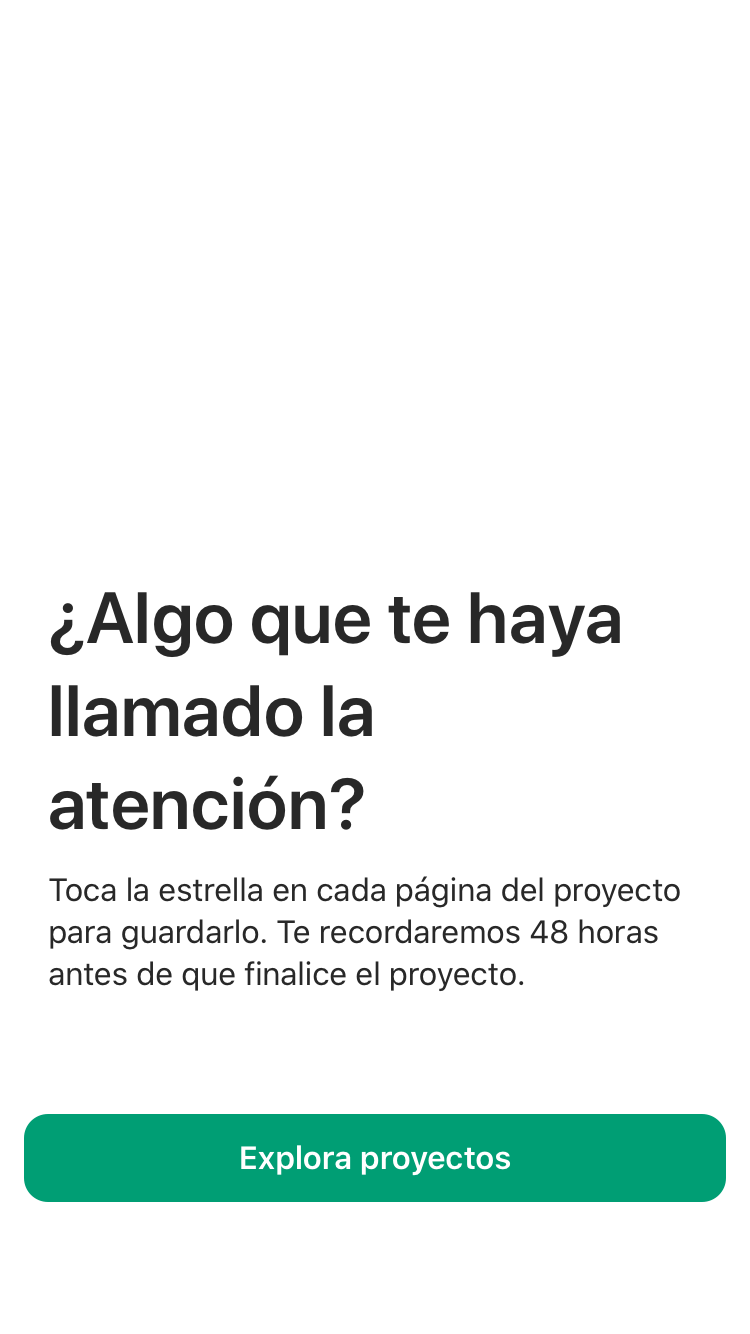 ¿Algo que te haya
llamado la
atención?
Toca la estrella en cada página del proyecto
para guardarlo. Te recordaremos 48 horas
antes de que finalice el proyecto.
Explora proyectos